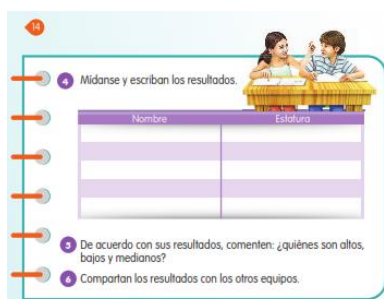 14
4 Mídanse y escriban los resultados.
Nombre Estatura
5 De acuerdo con sus resultados, comenten: ¿quiénes son altos,
bajos y medianos?
6 Compartan los resultados con los otros equipos.